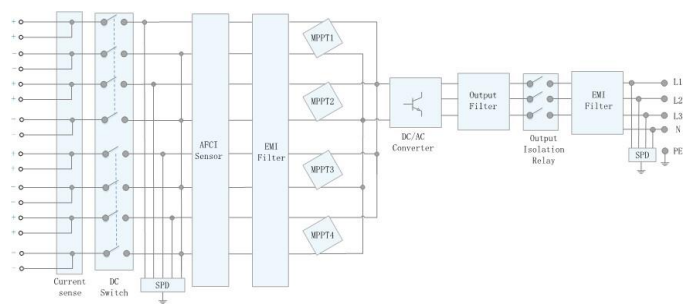 +
+
-
-
+
+
-
-
+
+
-
-
+
+
-
-
Current
sense
DC
Switch
SPD
AFCI
Sensor
EMI
Filter
MPPT1
MPPT2
MPPT3
MPPT4
DC/AC
Converter
Output
Filter
Output
Isolation
Relay
EMI
Filter
SPD
L1
L2
L3
N
PE